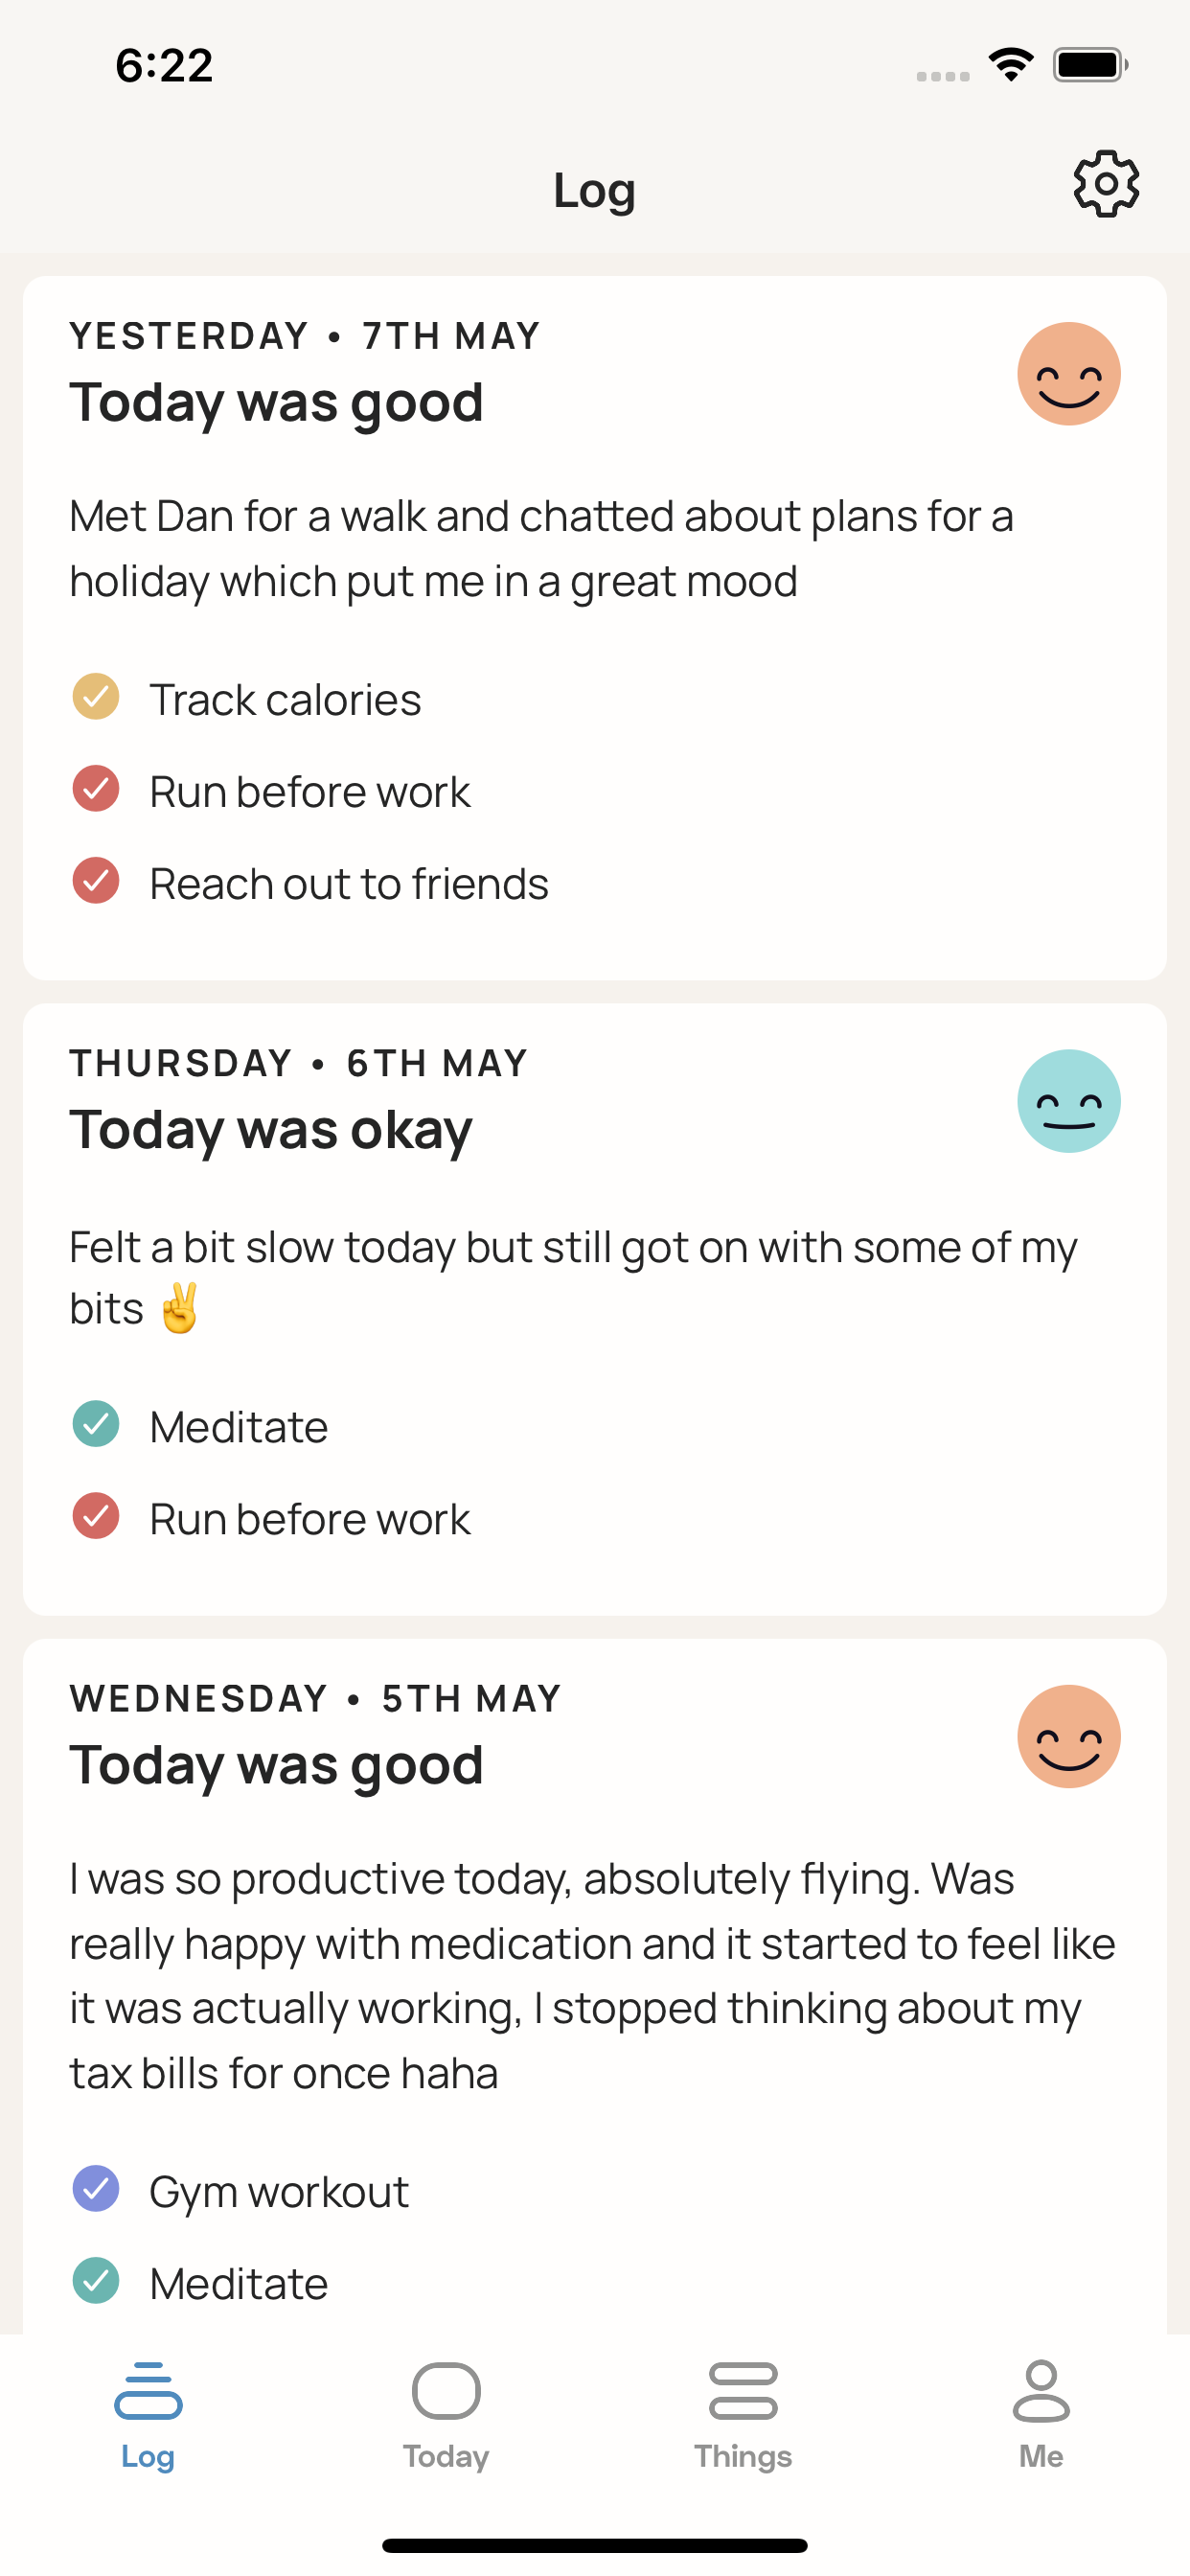 6:22
Log
YESTERDAY • 7TH MAY
Today was good
Met Dan for a walk and chatted about plans for a
holiday which put me in a great mood
Track calories
Run before work
Reach out to friends
THURSDAY • 6TH MAY
Today was okay
Felt a bit slow today but still got on with some of my
bits ✌️
Meditate
Run before work
WEDNESDAY • 5TH MAY
Today was good
I was so productive today, absolutely flying. Was
really happy with medication and it started to feel like
it was actually working, I stopped thinking about my
tax bills for once haha
Gym workout
Meditate
Log
Today
Things
Me